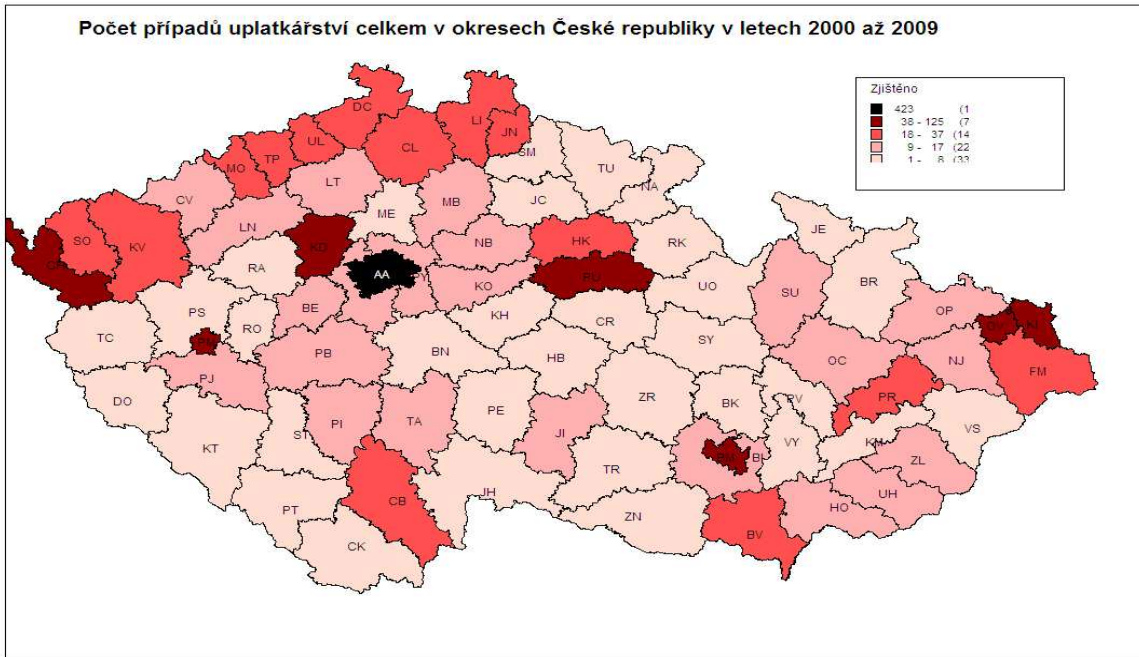 Počet případů uplatkářství celkem v okresech České republiky v letech 2000 až 2009
Zjištěno
423 (1
38 - 125 (7
18 - 37 (14
9 - 17 (22
1 - 8 (33
DC
LI
UL
JN
CL
TP
MO
SM
TU
LT
NA
CV
MB
JC
ME
LN
JE
SO
KV
NB
HK
RK
KD
RA
AA
SU
BR
KO
UO
PS
BE
KH
CR
OP
RO
TC
SY
KI
PB
BN
HB
OC
NJ
FM
PJ
DO
ZR
PR
BK
PV
PE
PI
TA
JI
ST
VS
KT
VY
KM
ZL
TR
JH
UH
CB
PT
HO
ZN
BV
CK